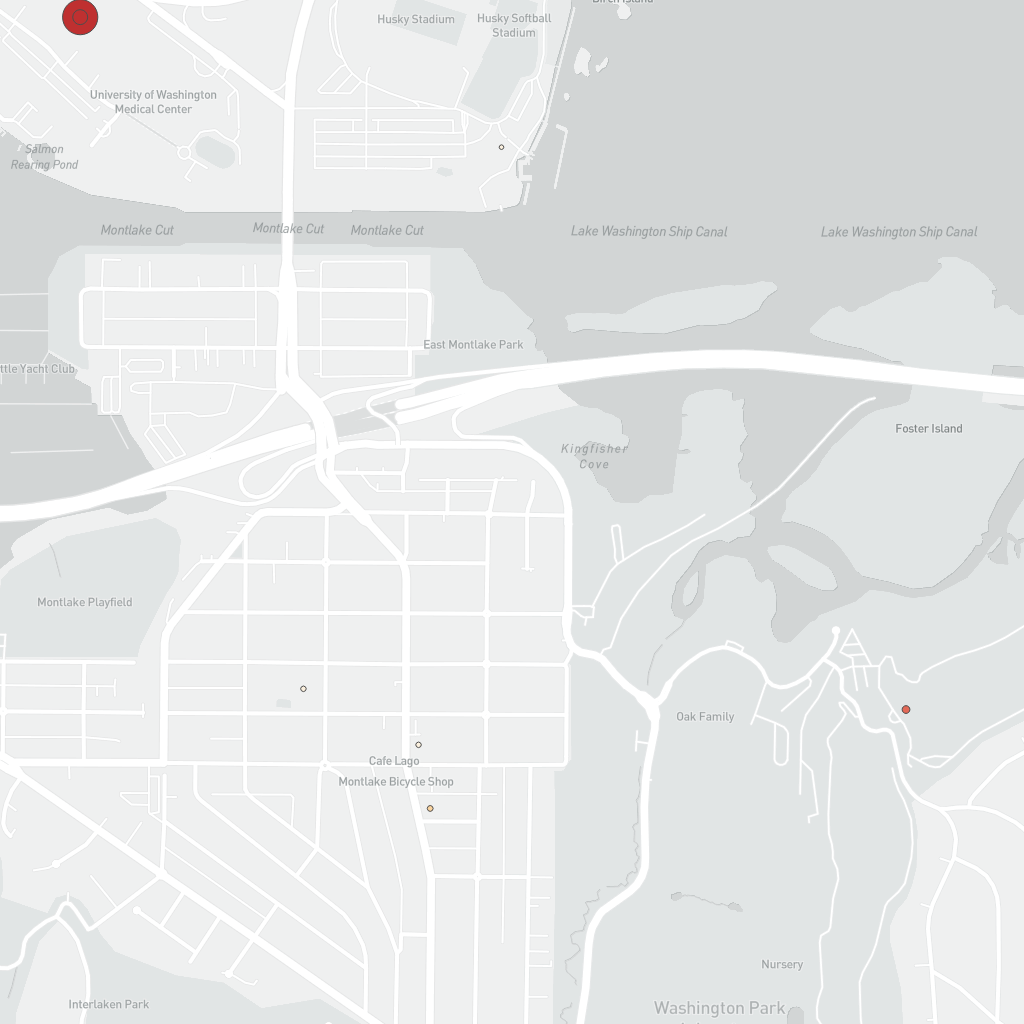 Birch Island
Husky Stadium
Husky Softball
Stadium
University of Washington
Medical Center
Salmon
Rearing Pond
Montlake Cut
Montlake Cut
Montlake Cut
Lake Washington Ship Canal
Lake Washington Ship Canal
East Montlake Park
ttle Yacht Club
Foster Island
Kingfisher
Cove
Montlake Playfield
Oak Family
Cafe Lago
Montlake Bicycle Shop
Nursery
Interlaken Park
Washington Park